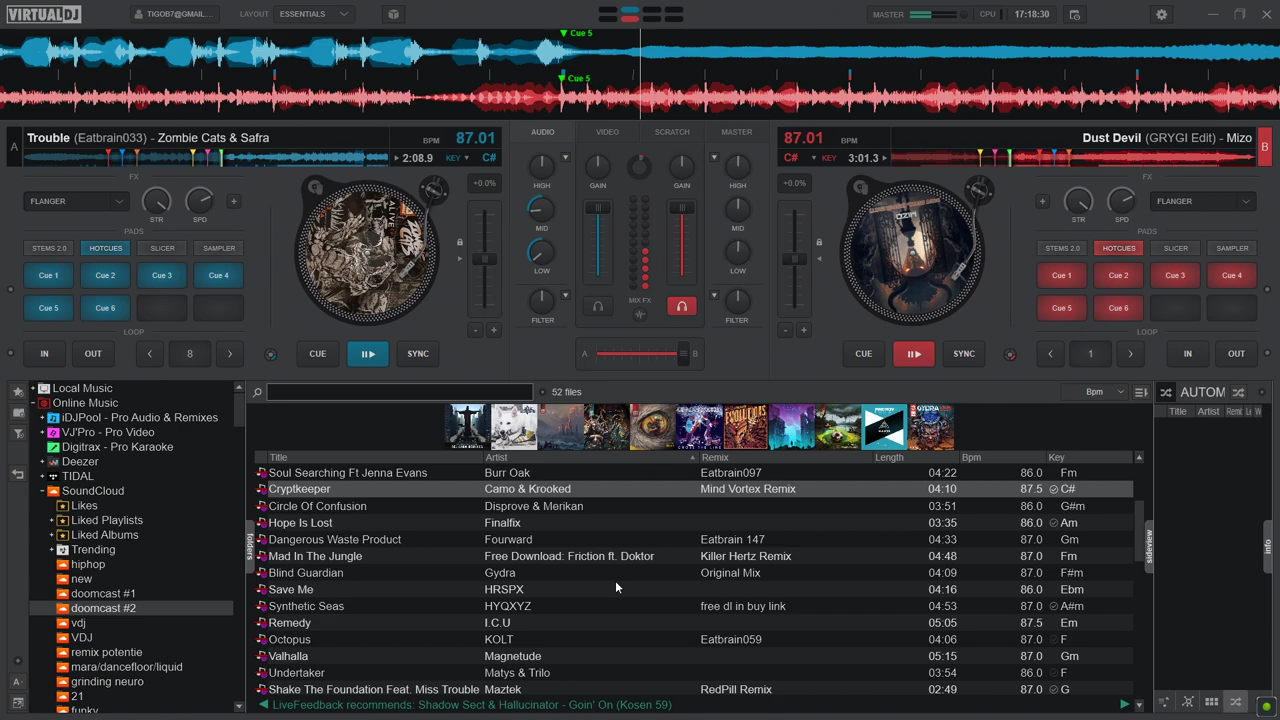 VIRTUALDJ TIGOB7@GMAIL... LAYOUT ESSENTIALS MASTER CPU 17:18:30
Cue 5
Cue 5
A Trouble (Eatbrain033) - Zombie Cats & Safra BPM 87.01
2:08.9 KEY C#
AUDIO VIDEO SCRATCH MASTER
87.01 BPM Dust Devil (GRYGI Edit) - Mizo B
C# KEY 3:01.3
FX
FLANGER STR SPD +
+0.0%
HIGH GAIN GAIN HIGH
MID MID
LOW LOW
MIX FX
FILTER FILTER
+0.0%
FX
+ STR SPD FLANGER
PADS
STEMS 2.0 HOTCUES SLICER SAMPLER
Cue 1 Cue 2 Cue 3 Cue 4
Cue 5 Cue 6
PADS
STEMS 2.0 HOTCUES SLICER SAMPLER
Cue 1 Cue 2 Cue 3 Cue 4
Cue 5 Cue 6
LOOP
IN OUT < 8 > CUE SYNC - +
A B
- + CUE SYNC
LOOP
< 1 > IN OUT
Local Music
Online Music
iDJPool - Pro Audio & Remixes
VJ'Pro - Pro Video
Digitrax - Pro Karaoke
Deezer
TIDAL
SoundCloud
Likes
Liked Playlists
Liked Albums
Trending
hiphop
new
doomcast #1
doomcast #2
vdj
VDJ
remix potentie
mara/dancefloor/liquid
grinding neuro
21
funky
folders
52 files Bpm
Title Artist Remix Length Bpm Key
Soul Searching Ft Jenna Evans Burr Oak Eatbrain097 04:22 86.0 Fm
Cryptkeeper Camo & Krooked Mind Vortex Remix 04:10 87.5 C#
Circle Of Confusion Disprove & Merikan 03:51 86.0 G#m
Hope Is Lost Finalfix 03:35 86.0 Am
Dangerous Waste Product Fourward Eatbrain 147 04:33 87.0 Gm
Mad In The Jungle Free Download: Friction ft. Doktor Killer Hertz Remix 04:48 87.0 Fm
Blind Guardian Gydra Original Mix 04:09 87.0 F#m
Save Me HRSPX 04:16 86.0 Ebm
Synthetic Seas HYQXYZ free dl in buy link 04:53 87.0 A#m
Remedy I.C.U 05:05 87.5 Em
Octopus KOLT Eatbrain059 04:06 87.0 F
Valhalla Magnetude 05:15 87.0 Gm
Undertaker Matys & Trilo 03:54 87.0 F
Shake The Foundation Feat. Miss Trouble Maztek RedPill Remix 02:49 87.0 G
LiveFeedback recommends: Shadow Sect & Hallucinator - Goin' On (Kosen 59)
sideview
AUTOM
Title Artist
info